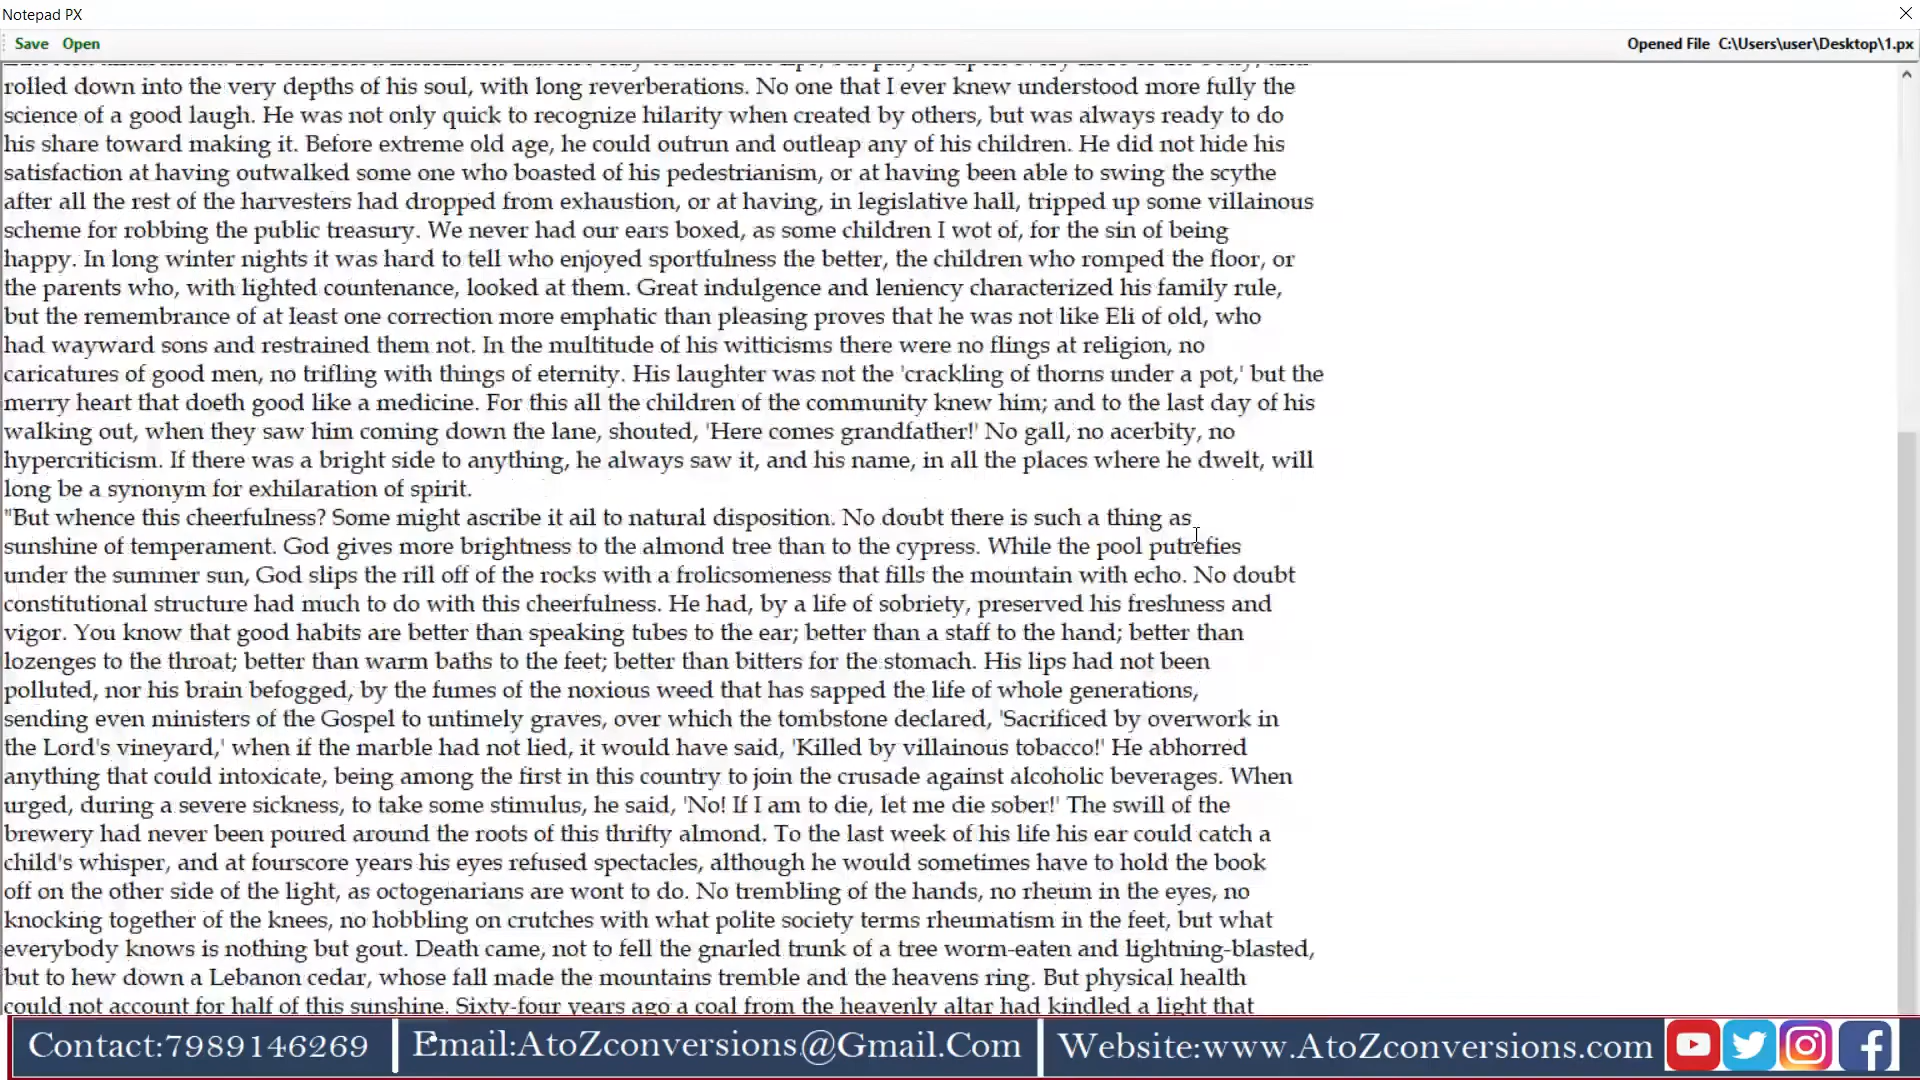 Notepad PX
Save Open
Opened File C:\Users\user\Desktop\1.px
rolled down into the very depths of his soul, with long reverberations. No one that I ever knew understood more fully the
science of a good laugh. He was not only quick to recognize hilarity when created by others, but was always ready to do
his share toward making it. Before extreme old age, he could outrun and outleap any of his children. He did not hide his
satisfaction at having outwalked some one who boasted of his pedestrianism, or at having been able to swing the scythe
after all the rest of the harvesters had dropped from exhaustion, or at having, in legislative hall, tripped up some villainous
scheme for robbing the public treasury. We never had our ears boxed, as some children I wot of, for the sin of being
happy. In long winter nights it was hard to tell who enjoyed sportfulness the better, the children who romped the floor, or
the parents who, with lighted countenance, looked at them. Great indulgence and leniency characterized his family rule,
but the remembrance of at least one correction more emphatic than pleasing proves that he was not like Eli of old, who
had wayward sons and restrained them not. In the multitude of his witticisms there were no flings at religion, no
caricatures of good men, no trifling with things of eternity. His laughter was not the 'crackling of thorns under a pot,' but the
merry heart that doeth good like a medicine. For this all the children of the community knew him; and to the last day of his
walking out, when they saw him coming down the lane, shouted, 'Here comes grandfather!' No gall, no acerbity, no
hypercriticism. If there was a bright side to anything, he always saw it, and his name, in all the places where he dwelt, will
long be a synonym for exhilaration of spirit.
"But whence this cheerfulness? Some might ascribe it ail to natural disposition. No doubt there is such a thing as
sunshine of temperament. God gives more brightness to the almond tree than to the cypress. While the pool putrefies
under the summer sun, God slips the rill off of the rocks with a frolicsomeness that fills the mountain with echo. No doubt
constitutional structure had much to do with this cheerfulness. He had, by a life of sobriety, preserved his freshness and
vigor. You know that good habits are better than speaking tubes to the ear; better than a staff to the hand; better than
lozenges to the throat; better than warm baths to the feet; better than bitters for the stomach. His lips had not been
polluted, nor his brain befogged, by the fumes of the noxious weed that has sapped the life of whole generations,
sending even ministers of the Gospel to untimely graves, over which the tombstone declared, 'Sacrificed by overwork in
the Lord's vineyard,' when if the marble had not lied, it would have said, 'Killed by villainous tobacco!' He abhorred
anything that could intoxicate, being among the first in this country to join the crusade against alcoholic beverages. When
urged, during a severe sickness, to take some stimulus, he said, 'No! If I am to die, let me die sober!' The swill of the
brewery had never been poured around the roots of this thrifty almond. To the last week of his life his ear could catch a
child's whisper, and at fourscore years his eyes refused spectacles, although he would sometimes have to hold the book
off on the other side of the light, as octogenarians are wont to do. No trembling of the hands, no rheum in the eyes, no
knocking together of the knees, no hobbling on crutches with what polite society terms rheumatism in the feet, but what
everybody knows is nothing but gout. Death came, not to fell the gnarled trunk of a tree worm-eaten and lightning-blasted,
but to hew down a Lebanon cedar, whose fall made the mountains tremble and the heavens ring. But physical health
could not account for half of this sunshine. Sixty-four years ago a coal from the heavenly altar had kindled a light that
Contact:7989146269
Email:AtoZconversions.@Gmail.Com
Website:www.AtoZconversions.com